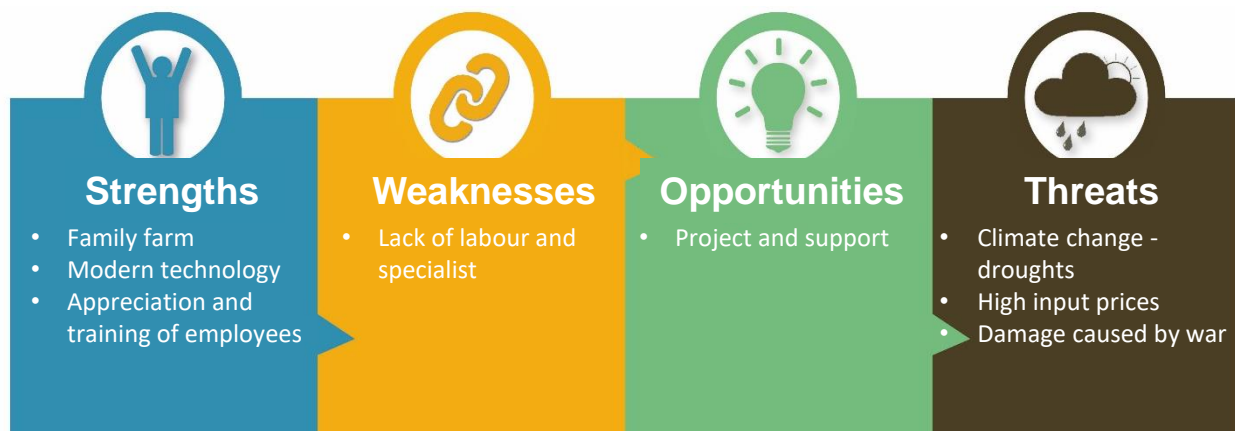 Strengths
• Family farm
• Modern technology
• Appreciation and
training of employees
Weaknesses
• Lack of labour and
specialist
Opportunities
• Project and support
Threats
• Climate change -
droughts
• High input prices
• Damage caused by war